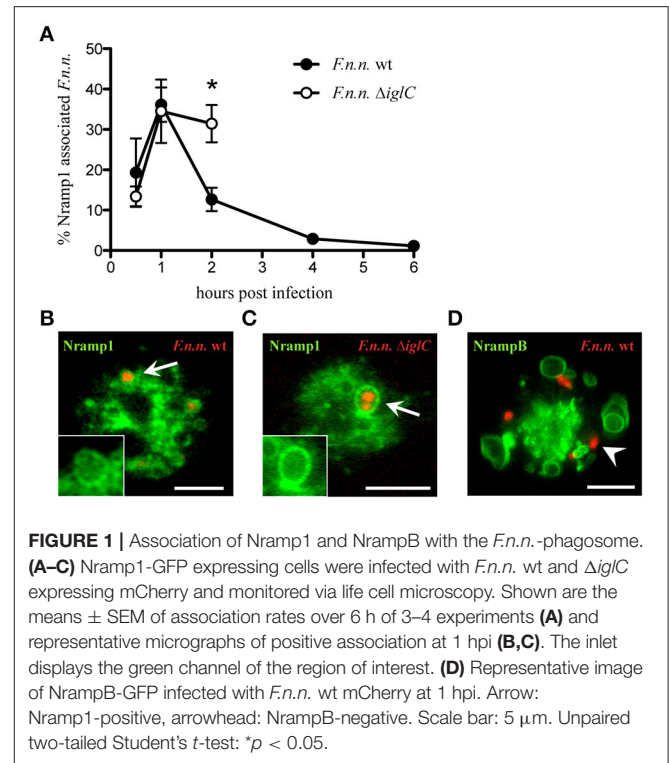 A
% Nramp1 associated F.n.n.
50
40
30
20
10
0
*
F.n.n. wt
F.n.n. ΔiglC
0 1 2 3 4 5 6
hours post infection
B
Nramp1 F.n.n. wt
C
Nramp1 F.n.n. ΔiglC
D
NrampB F.n.n. wt
FIGURE 1 | Association of Nramp1 and NrampB with the F.n.n.-phagosome.
(A–C) Nramp1-GFP expressing cells were infected with F.n.n. wt and ΔiglC
expressing mCherry and monitored via life cell microscopy. Shown are the
means ± SEM of association rates over 6 h of 3–4 experiments (A) and
representative micrographs of positive association at 1 hpi (B,C). The inlet
displays the green channel of the region of interest. (D) Representative image
of NrampB-GFP infected with F.n.n. wt mCherry at 1 hpi. Arrow:
Nramp1-positive, arrowhead: NrampB-negative. Scale bar: 5 μm. Unpaired
two-tailed Student's t-test: *p < 0.05.